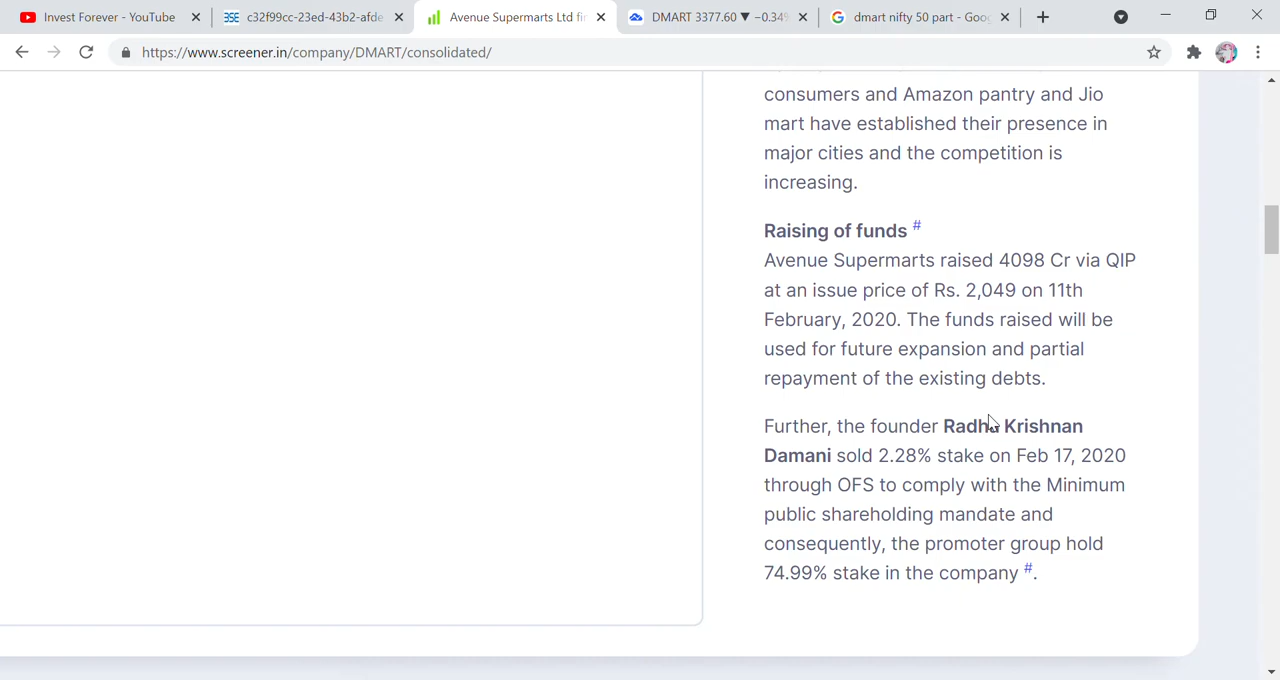 Invest Forever - YouTube
c32f99cc-23ed-43b2-afde
Avenue Supermarts Ltd fi
DMART 3377.60 ▼ −0.34%
dmart nifty 50 part - Goo
https://www.screener.in/company/DMART/consolidated/
consumers and Amazon pantry and Jio
mart have established their presence in
major cities and the competition is
increasing.
Raising of funds #
Avenue Supermarts raised 4098 Cr via QIP
at an issue price of Rs. 2,049 on 11th
February, 2020. The funds raised will be
used for future expansion and partial
repayment of the existing debts.
Further, the founder Radha Krishnan
Damani sold 2.28% stake on Feb 17, 2020
through OFS to comply with the Minimum
public shareholding mandate and
consequently, the promoter group hold
74.99% stake in the company #.